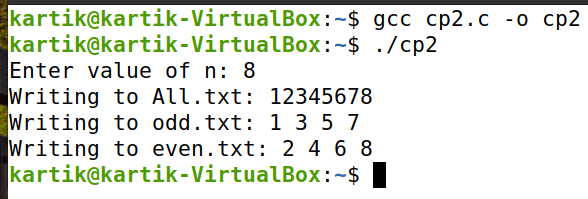 kartik@kartik-VirtualBox:~$ gcc cp2.c -o cp2
kartik@kartik-VirtualBox:~$ ./cp2
Enter value of n: 8
Writing to All.txt: 12345678
Writing to odd.txt: 1 3 5 7
Writing to even.txt: 2 4 6 8
kartik@kartik-VirtualBox:~$